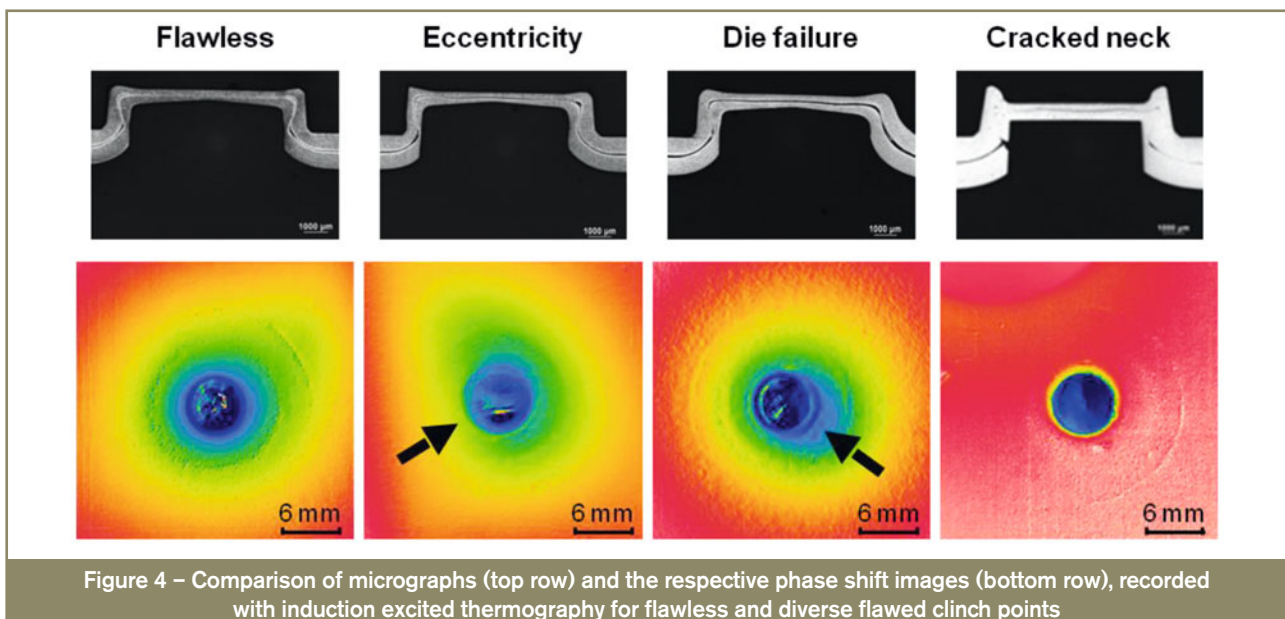 Flawless Eccentricity Die failure Cracked neck
1000 µm 1000 µm 1000 µm 1000 µm
6 mm 6 mm 6 mm 6 mm
Figure 4 – Comparison of micrographs (top row) and the respective phase shift images (bottom row), recorded
with induction excited thermography for flawless and diverse flawed clinch points